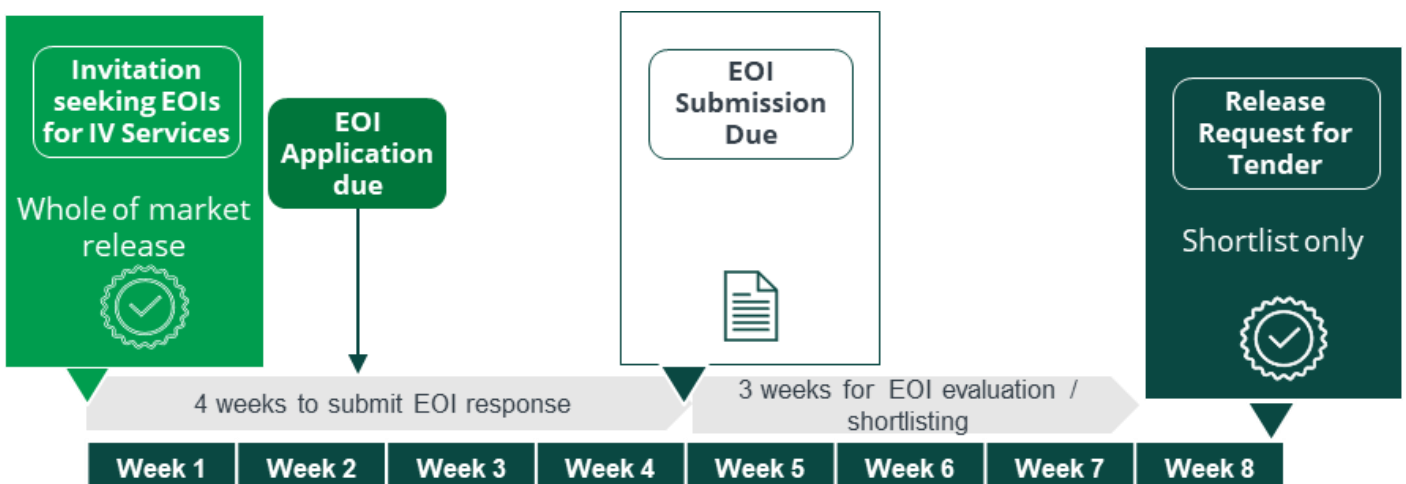 Invitation
seeking EOIs
for IV Services
Whole of market
release
EOI
Application
due
EOI
Submission
Due
Release
Request for
Tender
Shortlist only
4 weeks to submit EOI response
3 weeks for EOI evaluation /
shortlisting
Week 1
Week 2
Week 3
Week 4
Week 5
Week 6
Week 7
Week 8